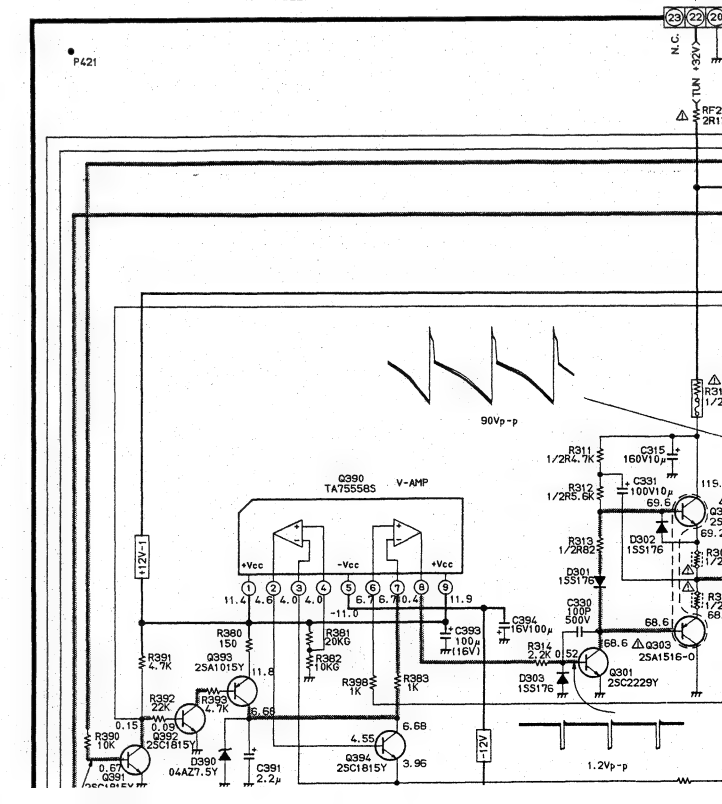 23 22 20
N.C.
TUN +32V
P421
RF2
2R1
90Vp-p
R31
1/2
R311
1/2R4.7K
C315
160V10μ
R312
1/2R5.6K
C331
100V10μ
69.6
119.
Q390
TA75558S
V-AMP
R313
1/2R82
D302
1SS176
69.2
+12V-1
+Vcc
-Vcc
+Vcc
D301
1SS176
1 2 3 4 5 6 7 8 9
11.4 4.6 4.0 4.0
-11.0
6.7 6.7
11.9
C330
100P
500V
68.6
68.6
R380
150
R381
20KG
R382
10KG
C393
100μ
(16V)
C394
16V100μ
R314
2.2K
0.52
Q303
2SA1516-O
R391
4.7K
Q393
2SA1015Y
11.8
R398
1K
R383
1K
D303
1SS176
Q301
2SC2229Y
R392
22K
R393
4.7K
6.68
0.15
0.09
Q392
2SC1815Y
R390
10K
0.67
Q391
2SC1815Y
D390
04AZ7.5Y
C391
2.2μ
4.55
6.68
3.96
Q394
2SC1815Y
-12V
1.2Vp-p